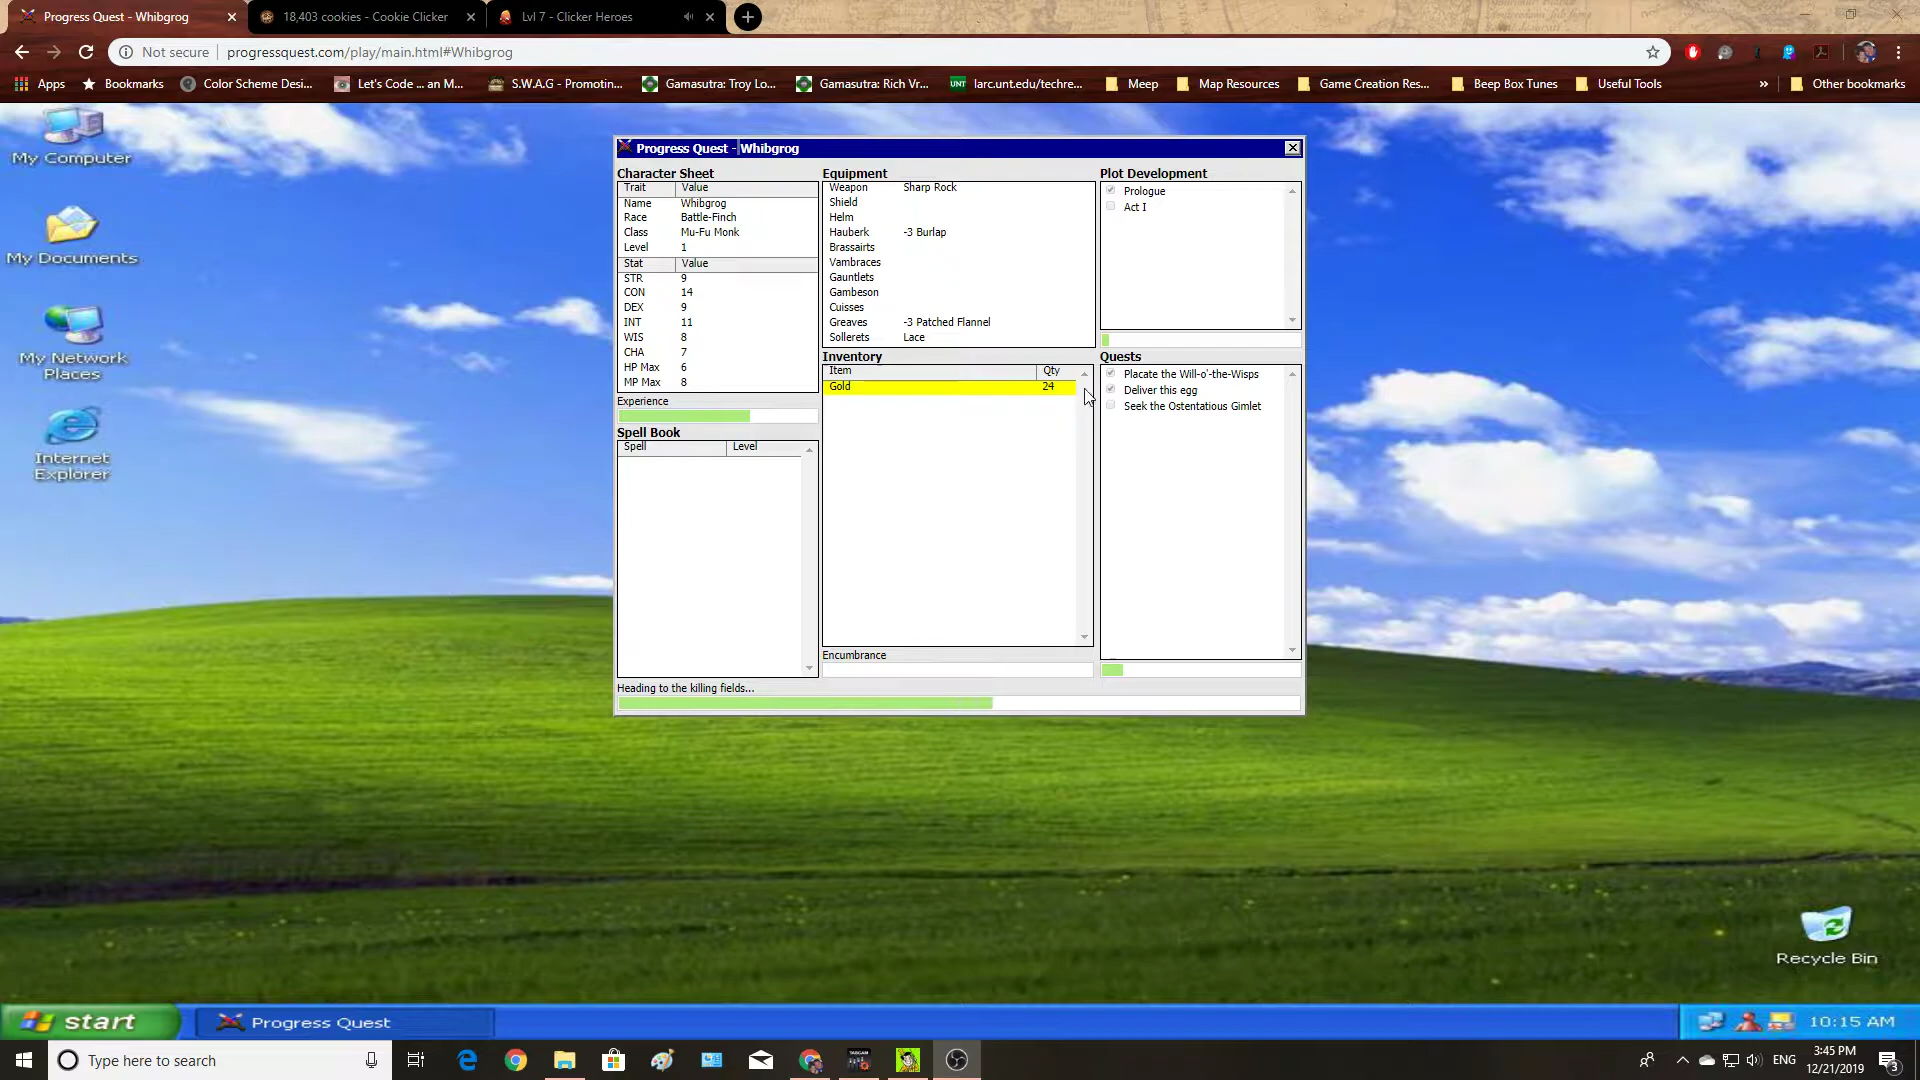 Progress Quest - Whibgrog
18,403 cookies - Cookie Clicker
Lvl 7 - Clicker Heroes
Not secure
progressquest.com/play/main.html#Whibgrog
Apps
Bookmarks
Color Scheme Desi...
Let's Code ... an M...
S.W.A.G - Promotin...
Gamasutra: Troy Lo...
Gamasutra: Rich Vr...
UNT
larc.unt.edu/techre...
Meep
Map Resources
Game Creation Res...
Beep Box Tunes
Useful Tools
»
Other bookmarks
My Computer
My Documents
My Network
Places
Internet
Explorer
Progress Quest - Whibgrog
Character Sheet
Trait Value
Name Whibgrog
Race Battle-Finch
Class Mu-Fu Monk
Level 1
Stat Value
STR 9
CON 14
DEX 9
INT 11
WIS 8
CHA 7
HP Max 6
MP Max 8
Experience
Spell Book
Spell Level
Equipment
Weapon Sharp Rock
Shield
Helm
Hauberk -3 Burlap
Brassairts
Vambraces
Gauntlets
Gambeson
Cuisses
Greaves -3 Patched Flannel
Sollerets Lace
Inventory
Item Qty
Gold 24
Encumbrance
Plot Development
Prologue
Act I
Quests
Placate the Will-o'-the-Wisps
Deliver this egg
Seek the Ostentatious Gimlet
Heading to the killing fields...
Recycle Bin
start
Progress Quest
10:15 AM
Type here to search
TASCAM
ENG
3:45 PM
12/21/2019
3